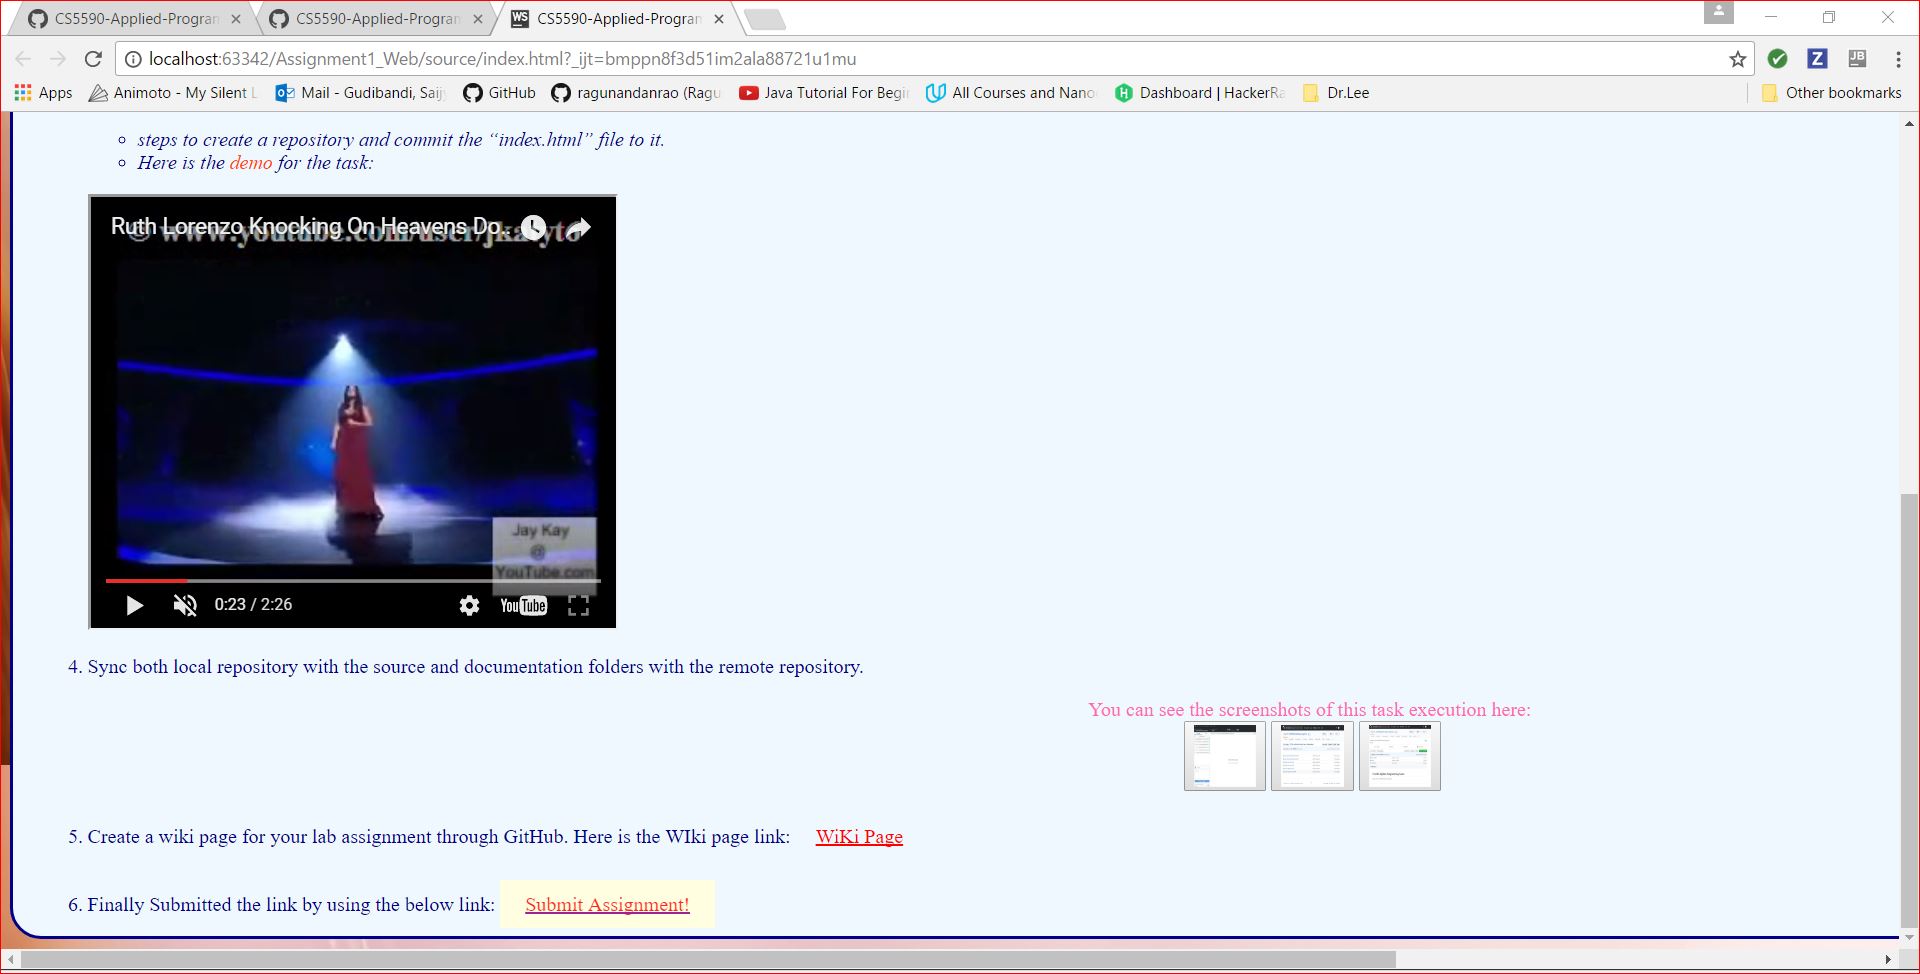 CS5590-Applied-Progran
CS5590-Applied-Progran
WS CS5590-Applied-Progran
localhost:63342/Assignment1_Web/source/index.html?_ijt=bmppn8f3d51im2ala88721u1mu
Z
JB
Apps
Animoto - My Silent L
Mail - Gudibandi, Saij
GitHub
ragunandanrao (Ragu
Java Tutorial For Begin
All Courses and Nano
Dashboard | HackerRa
Dr.Lee
Other bookmarks
steps to create a repository and commit the “index.html” file to it.
Here is the demo for the task:
Ruth Lorenzo Knocking On Heavens Do...
© www.youtube.com/user/jkaryto
Jay Kay
@
YouTube.com
0:23 / 2:26
YouTube
4. Sync both local repository with the source and documentation folders with the remote repository.
You can see the screenshots of this task execution here:
5. Create a wiki page for your lab assignment through GitHub. Here is the WIki page link: WiKi Page
6. Finally Submitted the link by using the below link: Submit Assignment!